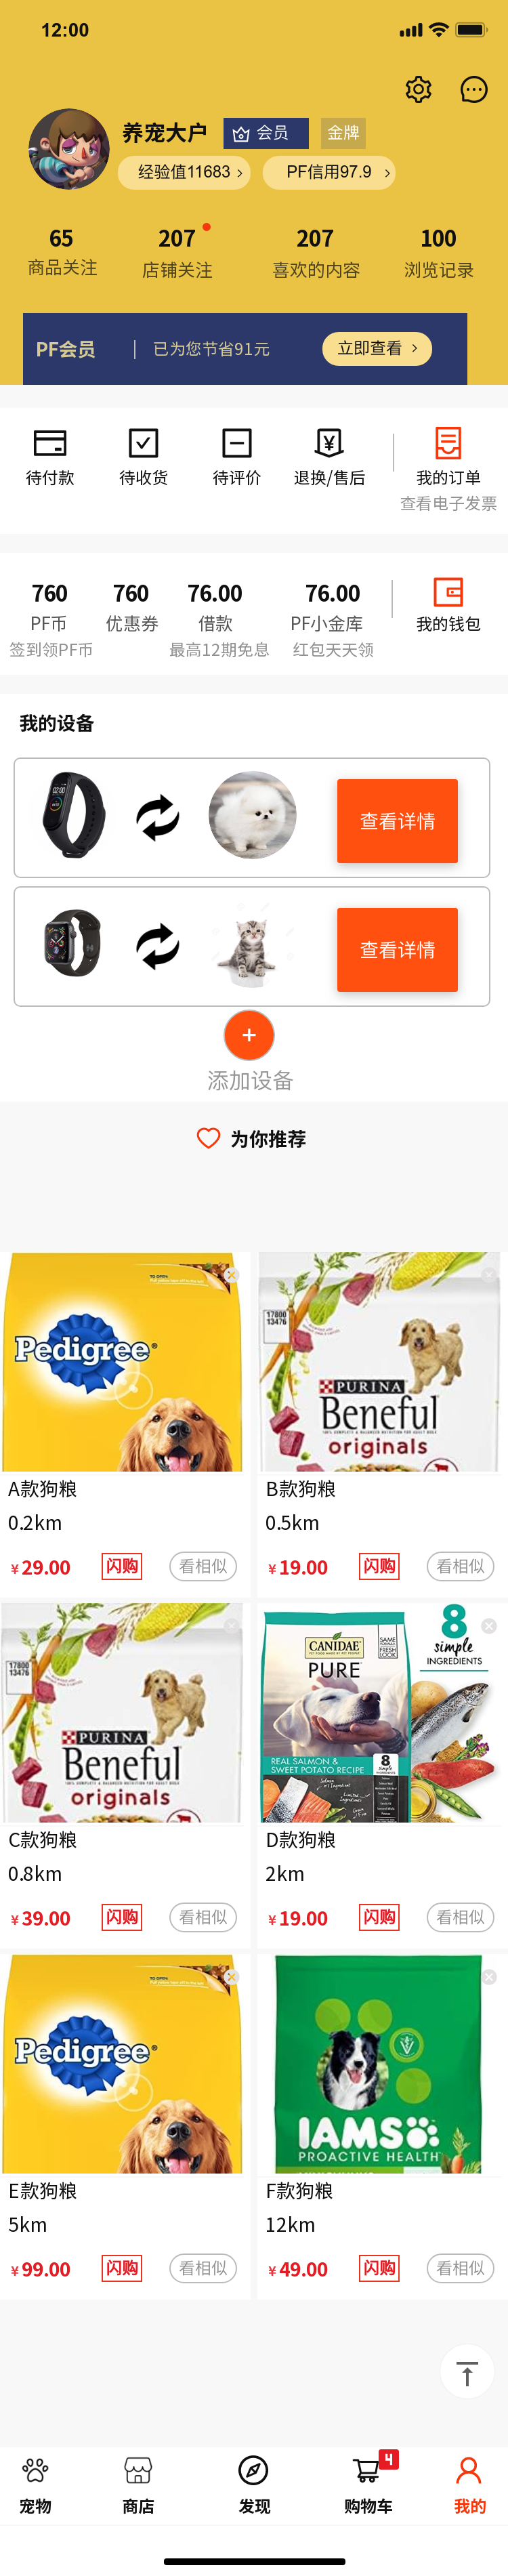 12:00
养宠大户 会员 金牌
经验值11683 PF信用97.9
65 207 207 100
商品关注 店铺关注 喜欢的内容 浏览记录
PF会员 | 已为您节省91元 立即查看
待付款 待收货 待评价 退换/售后 我的订单
查看电子发票
760 760 76.00 76.00
PF币 优惠券 借款 PF小金库 我的钱包
签到领PF币 最高12期免息 红包天天领
我的设备
查看详情
查看详情
添加设备
为你推荐
TO OPEN
Pedigree®
17800
13476
PURINA
Beneful
originals
A款狗粮
0.2km
¥29.00 闪购 看相似
B款狗粮
0.5km
¥19.00 闪购 看相似
17800
13476
PURINA
Beneful
originals
CANIDAE
PURE
SAME
FORMULA
FRESH
LOOK
8
simple
INGREDIENTS
REAL SALMON &
SWEET POTATO RECIPE
8
simple
C款狗粮
0.8km
¥39.00 闪购 看相似
D款狗粮
2km
¥19.00 闪购 看相似
TO OPEN
Pedigree®
IAMS
PROACTIVE HEALTH
E款狗粮
5km
¥99.00 闪购 看相似
F款狗粮
12km
¥49.00 闪购 看相似
4
宠物 商店 发现 购物车 我的